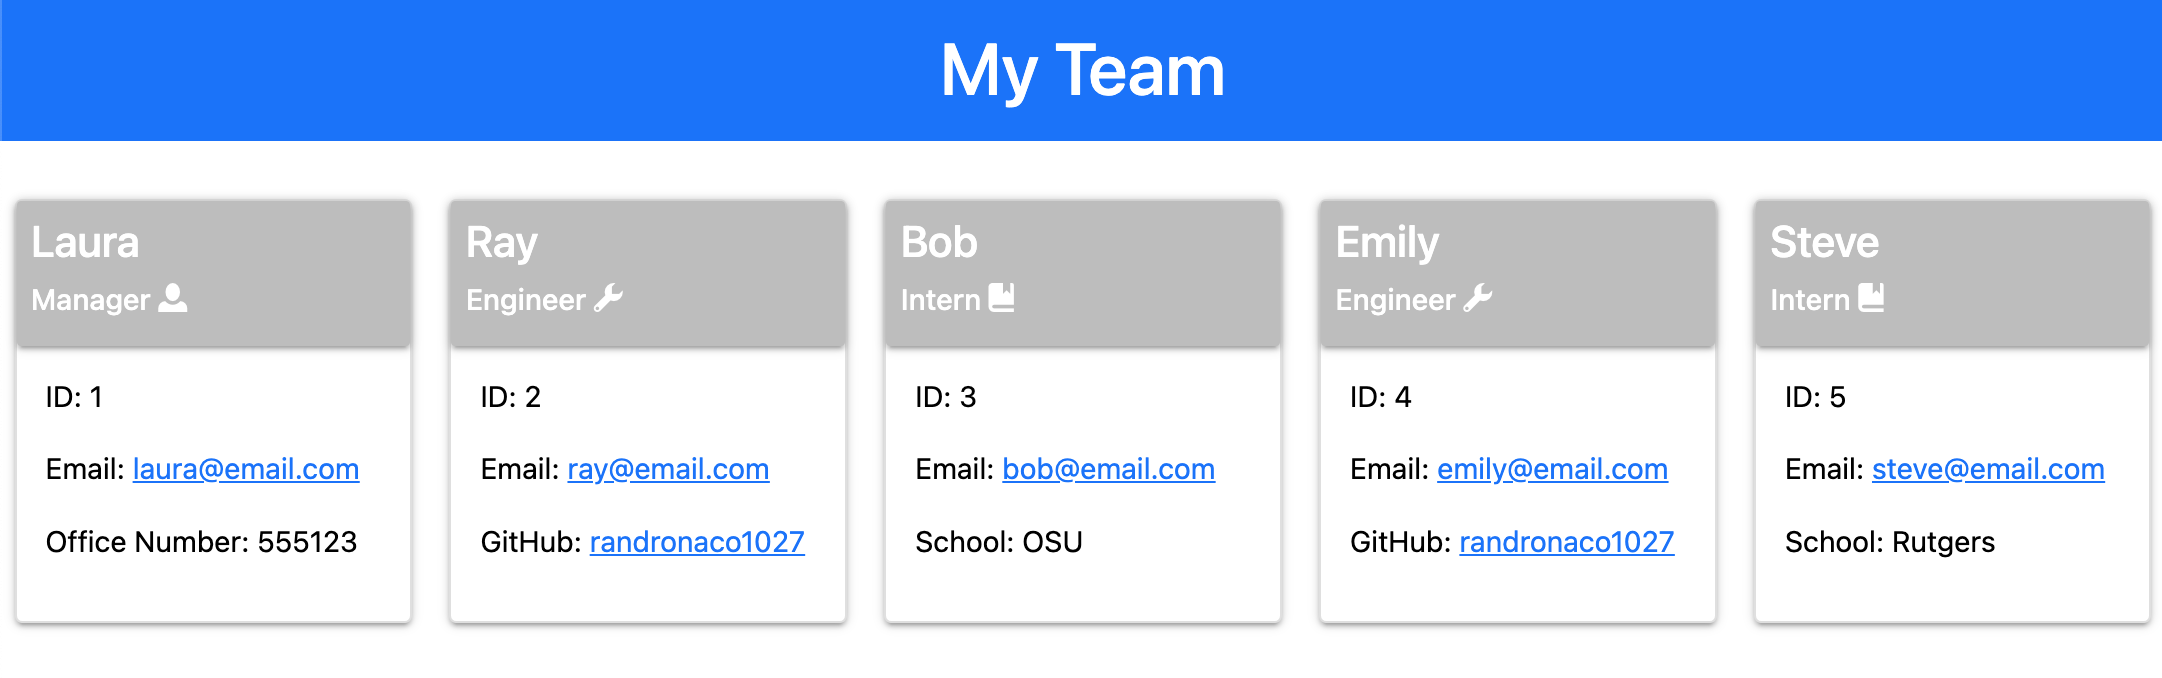 My Team
Laura
Manager
ID: 1
Email: laura@email.com
Office Number: 555123
Ray
Engineer
ID: 2
Email: ray@email.com
GitHub: randronaco1027
Bob
Intern
ID: 3
Email: bob@email.com
School: OSU
Emily
Engineer
ID: 4
Email: emily@email.com
GitHub: randronaco1027
Steve
Intern
ID: 5
Email: steve@email.com
School: Rutgers